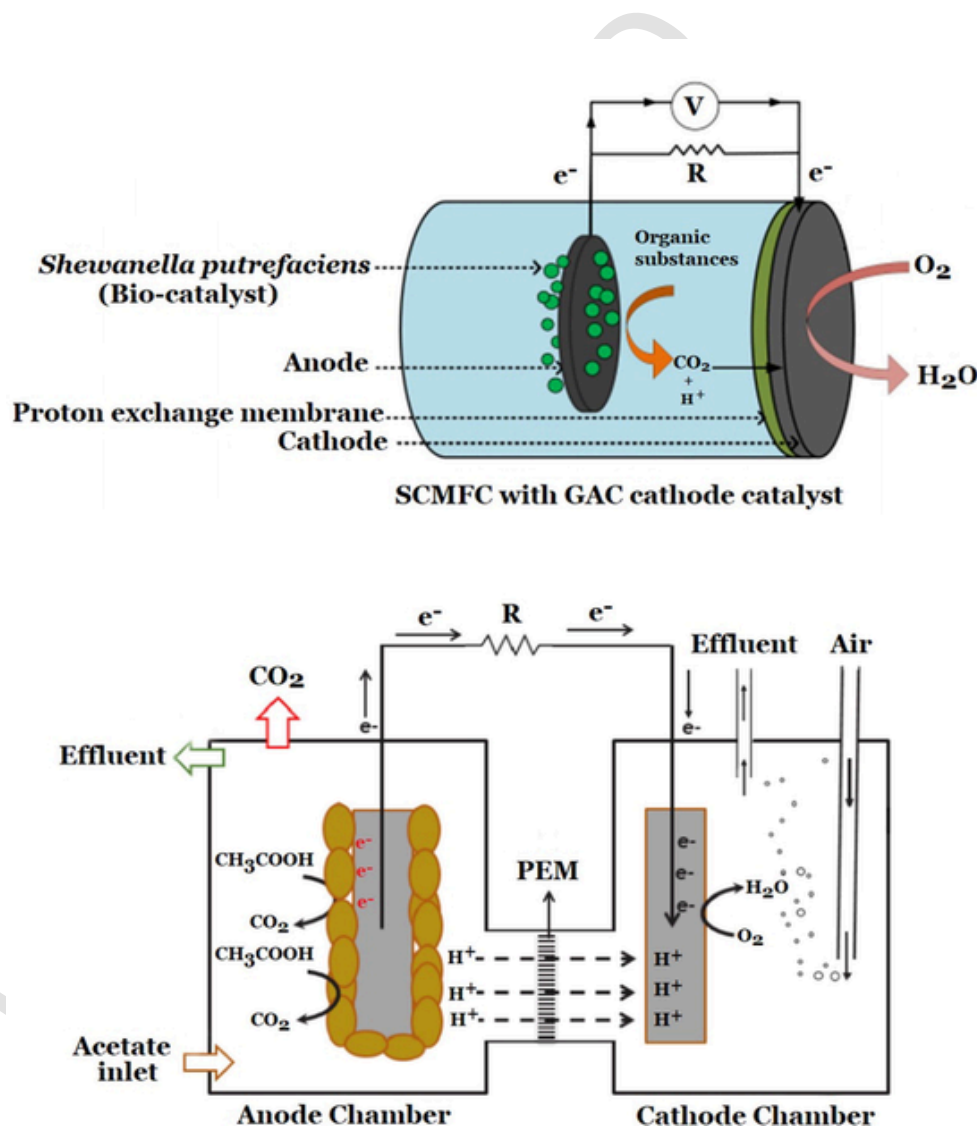 V
R
e-
e-
Organic
substances
Shewanella putrefaciens
(Bio-catalyst)
O2
Anode
CO2
+
H+
H2O
Proton exchange membrane
Cathode
SCMFC with GAC cathode catalyst
e-
R
e-
Effluent
Air
CO2
e-
e-
Effluent
e-
e-
e-
CH3COOH
CO2
CH3COOH
CO2
PEM
e-
e-
e-
H2O
O2
H+
H+
H+
H+
H+
H+
Acetate
inlet
Anode Chamber
Cathode Chamber